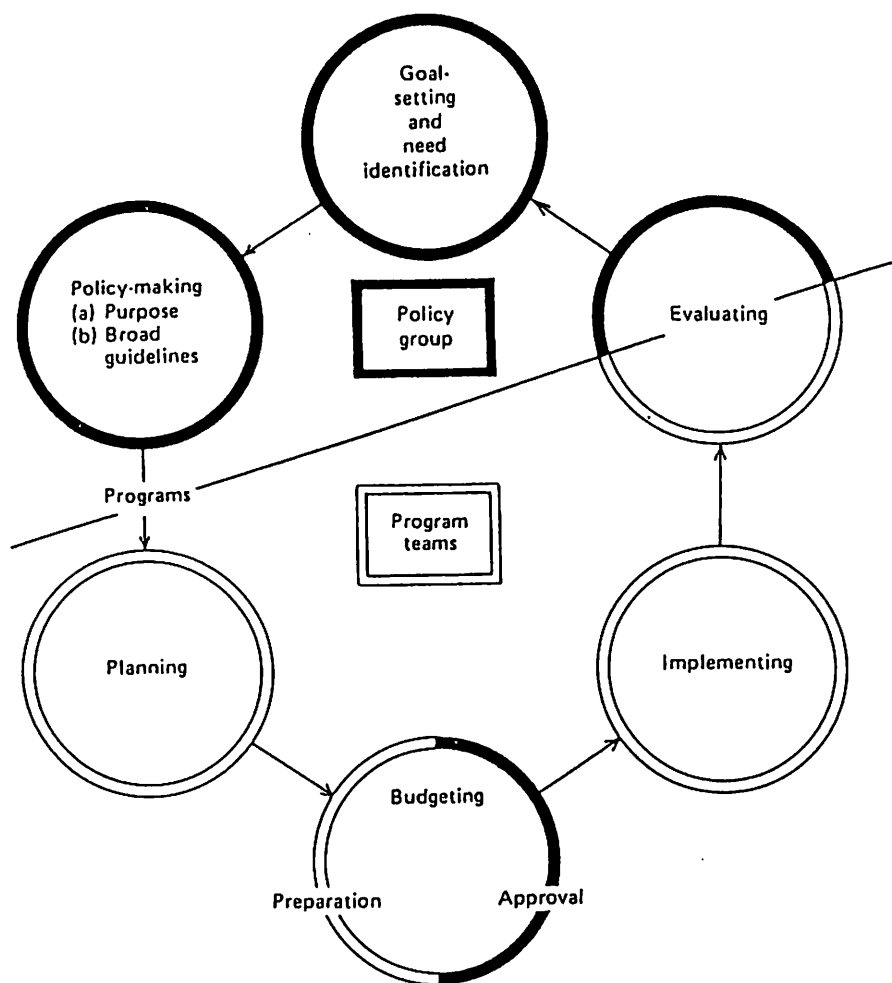 Goal-
setting
and
need
identification
Policy-making
(a) Purpose
(b) Broad
guidelines
Policy
group
Evaluating
Programs
Program
teams
Planning
Implementing
Budgeting
Preparation
Approval